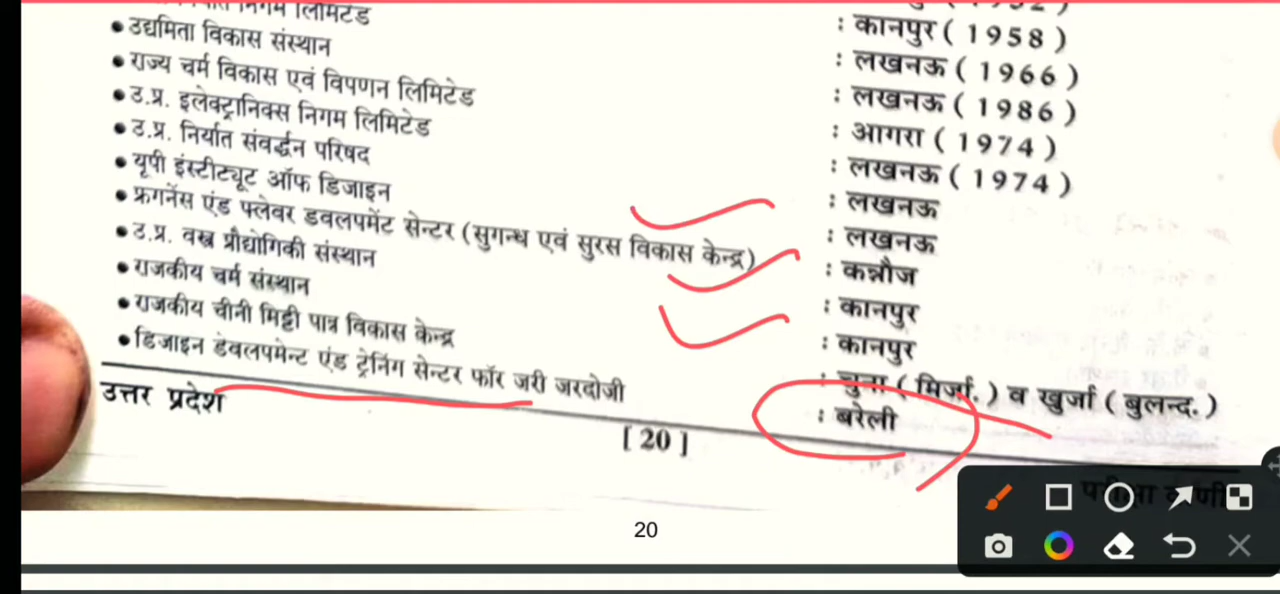 निगम लिमिटेड
• उद्यमिता विकास संस्थान : कानपुर ( 1958 )
• राज्य चर्म विकास एवं विपणन लिमिटेड : लखनऊ ( 1966 )
• उ.प्र. इलेक्ट्रानिक्स निगम लिमिटेड : लखनऊ ( 1986 )
• उ.प्र. निर्यात संवर्द्धन परिषद : आगरा ( 1974 )
• यूपी इंस्टीट्यूट ऑफ डिजाइन : लखनऊ ( 1974 )
• फ्रगनेंस एंड फ्लेवर डवलपमेंट सेन्टर (सुगन्ध एवं सुरस विकास केन्द्र) : लखनऊ
• उ.प्र. वस्त्र प्रौद्योगिकी संस्थान : लखनऊ
• राजकीय चर्म संस्थान : कन्नौज
• राजकीय चीनी मिट्टी पात्र विकास केन्द्र : कानपुर
• डिजाइन डेवलपमेन्ट एंड ट्रेनिंग सेन्टर फॉर जरी जरदोजी : कानपुर
: चुना ( मिर्जा. ) व खुर्जा ( बुलन्द. )
: बरेली
उत्तर प्रदेश
[ 20 ]
20